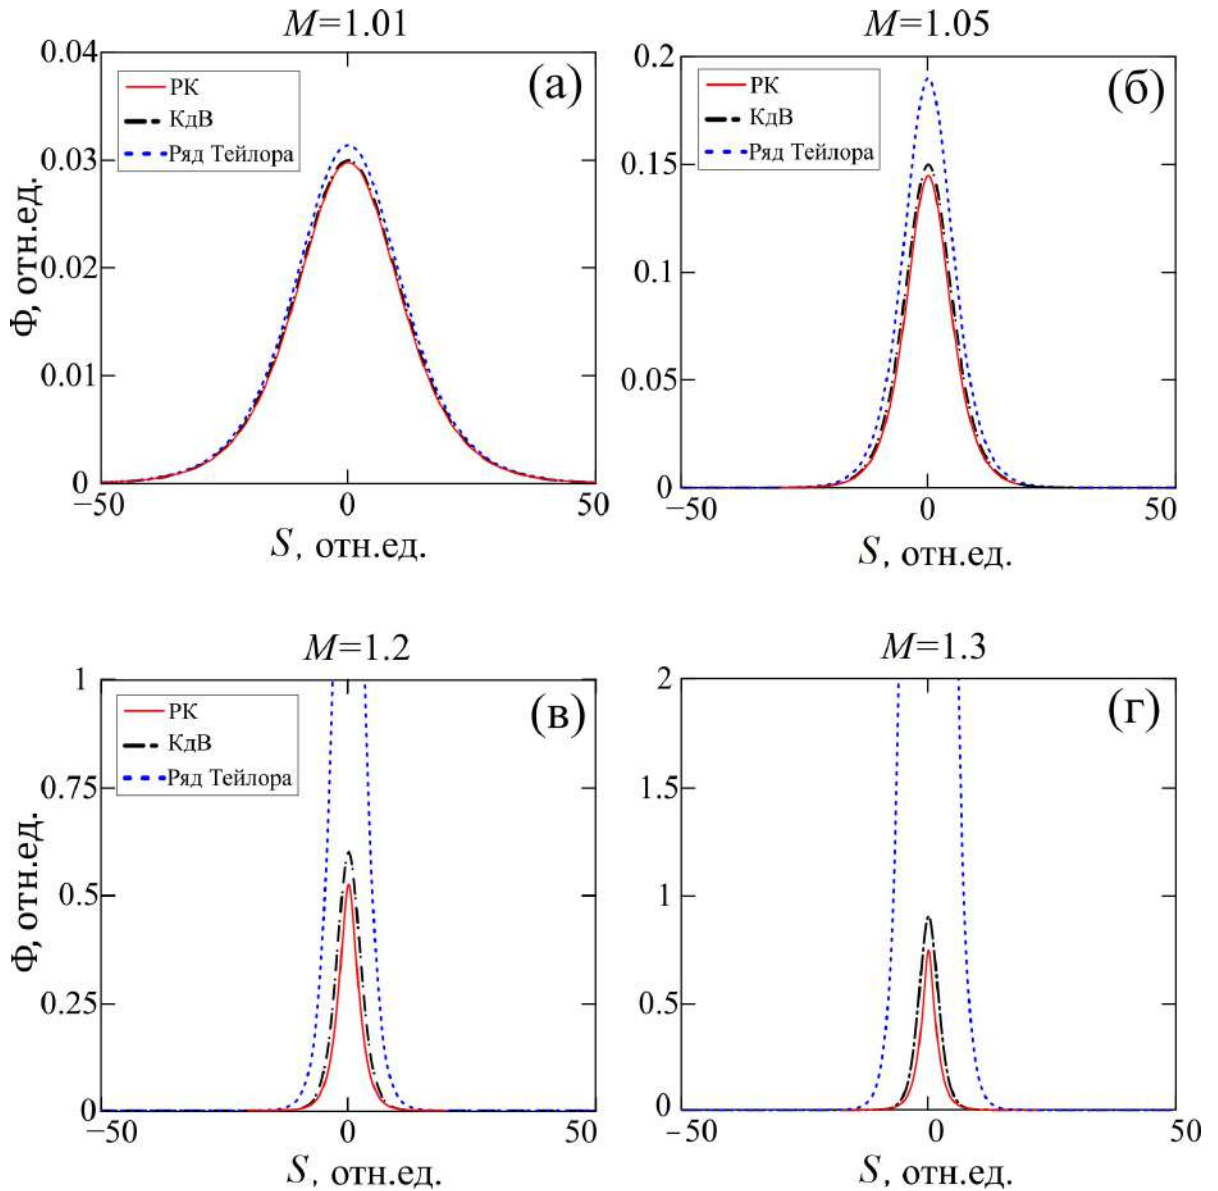 M=1.01
0.04
0.03
0.02
0.01
0
−50
0
50
Φ, отн.ед.
S, отн.ед.
РК
КдВ
Ряд Тейлора
(а)
M=1.05
0.2
0.15
0.1
0.05
0
−50
0
50
S, отн.ед.
РК
КдВ
Ряд Тейлора
(б)
M=1.2
1
0.75
0.5
0.25
0
−50
0
50
Φ, отн.ед.
S, отн.ед.
РК
КдВ
Ряд Тейлора
(в)
M=1.3
2
1.5
1
0.5
0
−50
0
50
S, отн.ед.
(г)